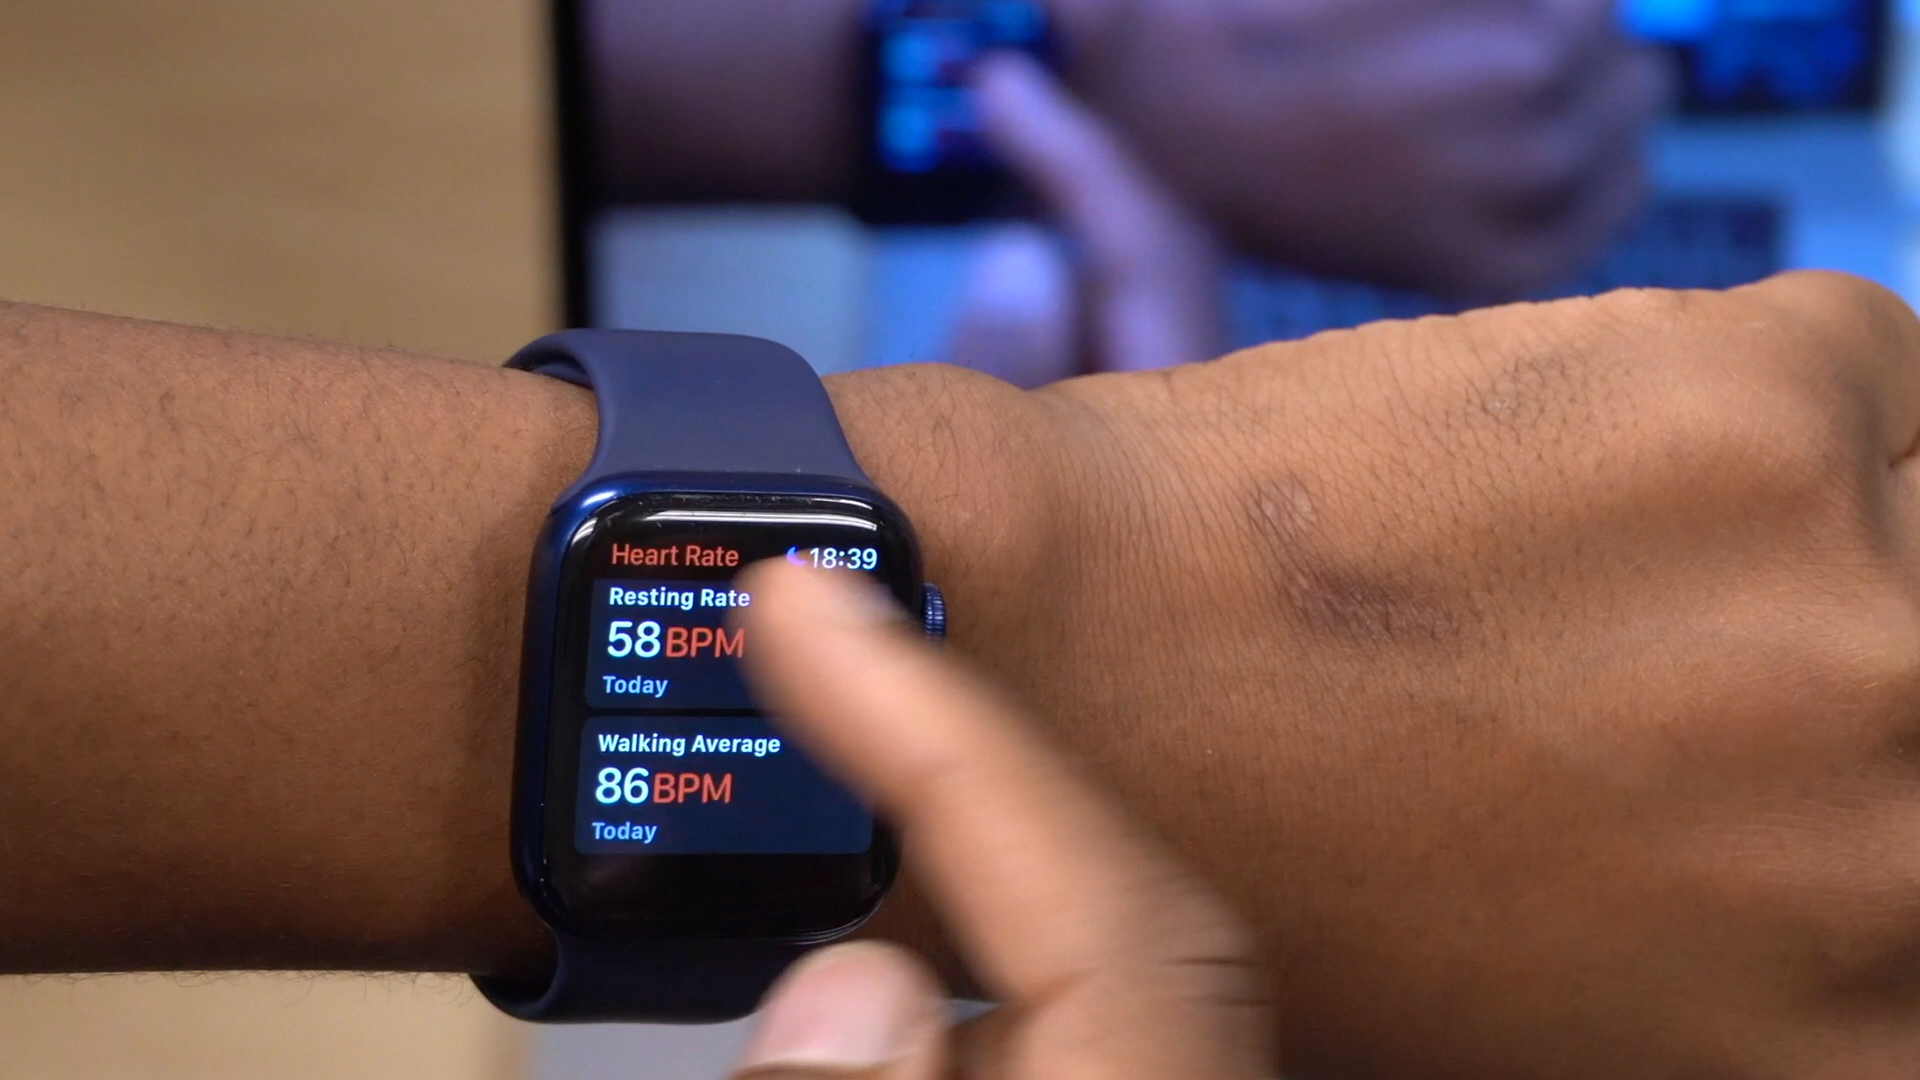 Heart Rate 18:39
Resting Rate
58BPM
Today
Walking Average
86BPM
Today